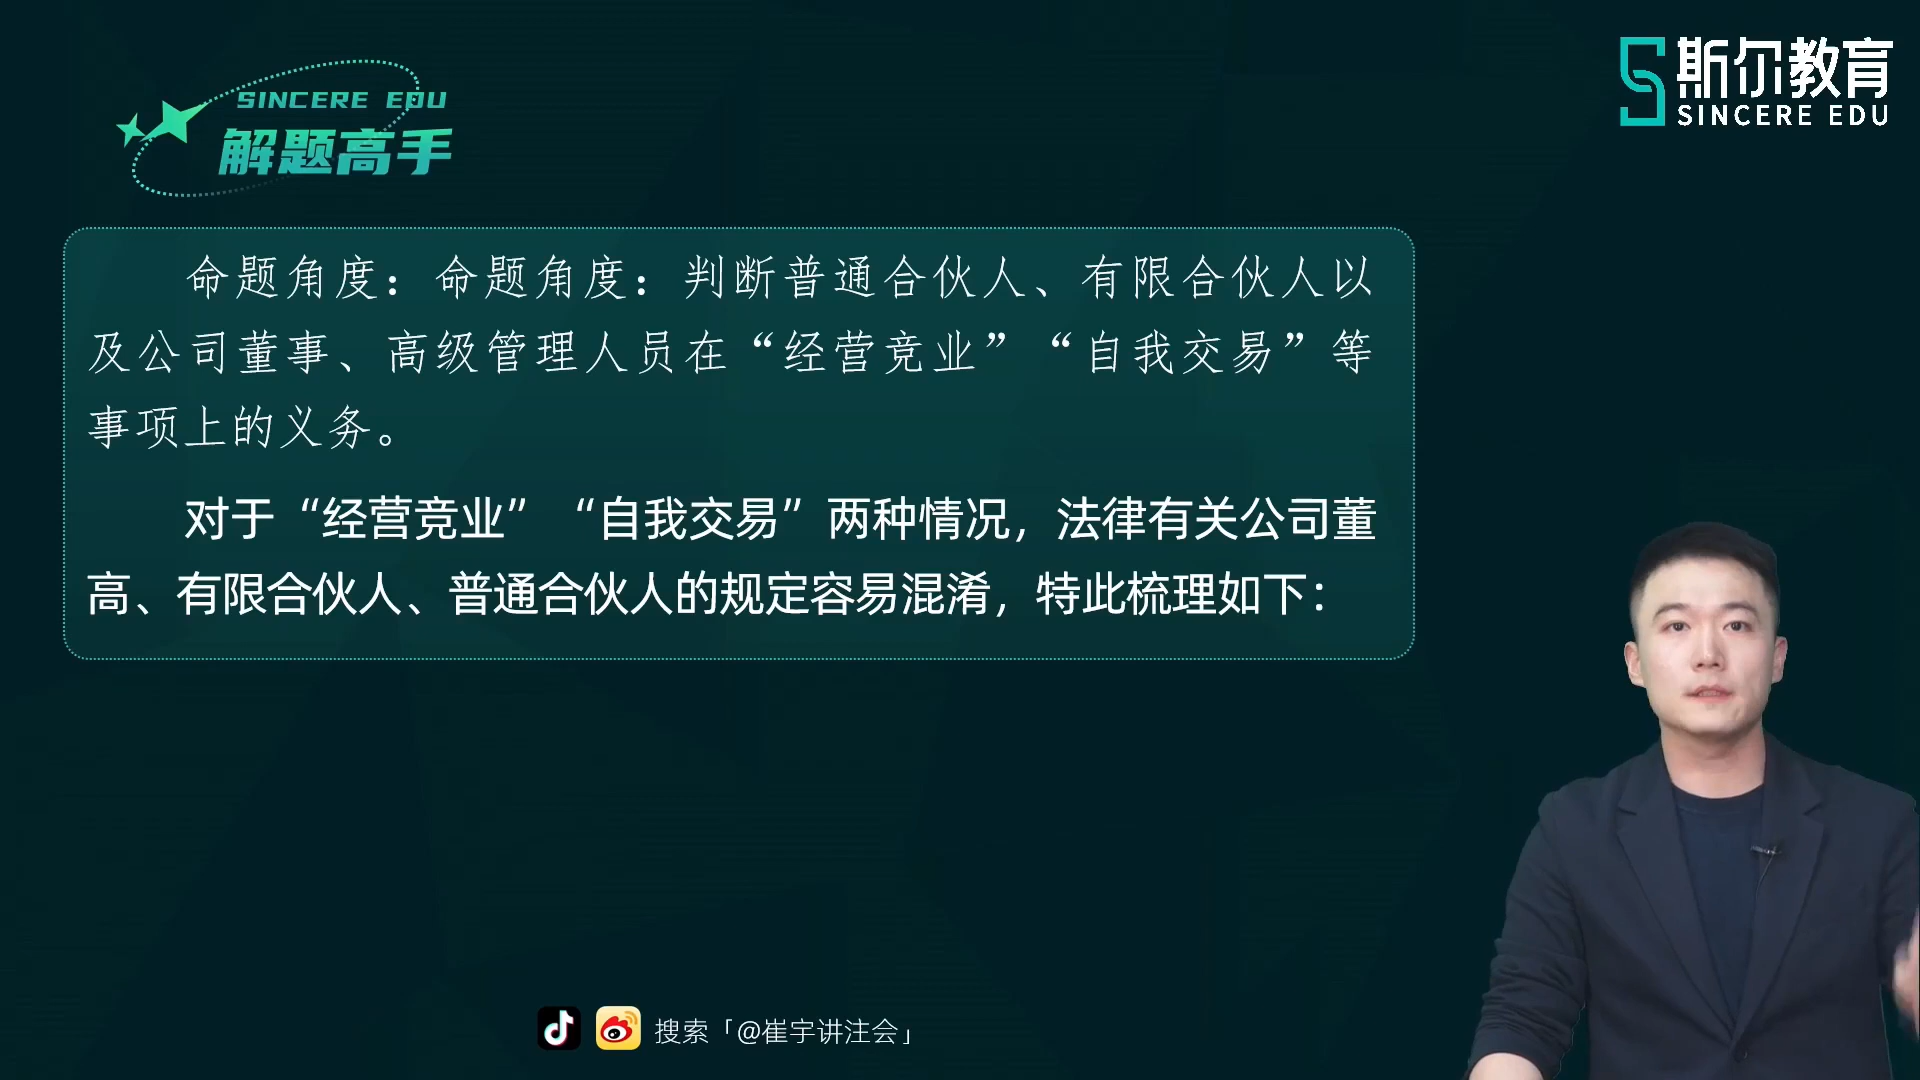 SINCERE EDU
解题高手
斯尔教育
SINCERE EDU
命题角度：命题角度：判断普通合伙人、有限合伙人以
及公司董事、高级管理人员在“经营竞业”“自我交易”等
事项上的义务。
对于“经营竞业”“自我交易”两种情况，法律有关公司董
高、有限合伙人、普通合伙人的规定容易混淆，特此梳理如下：
搜索「@崔宇讲注会」